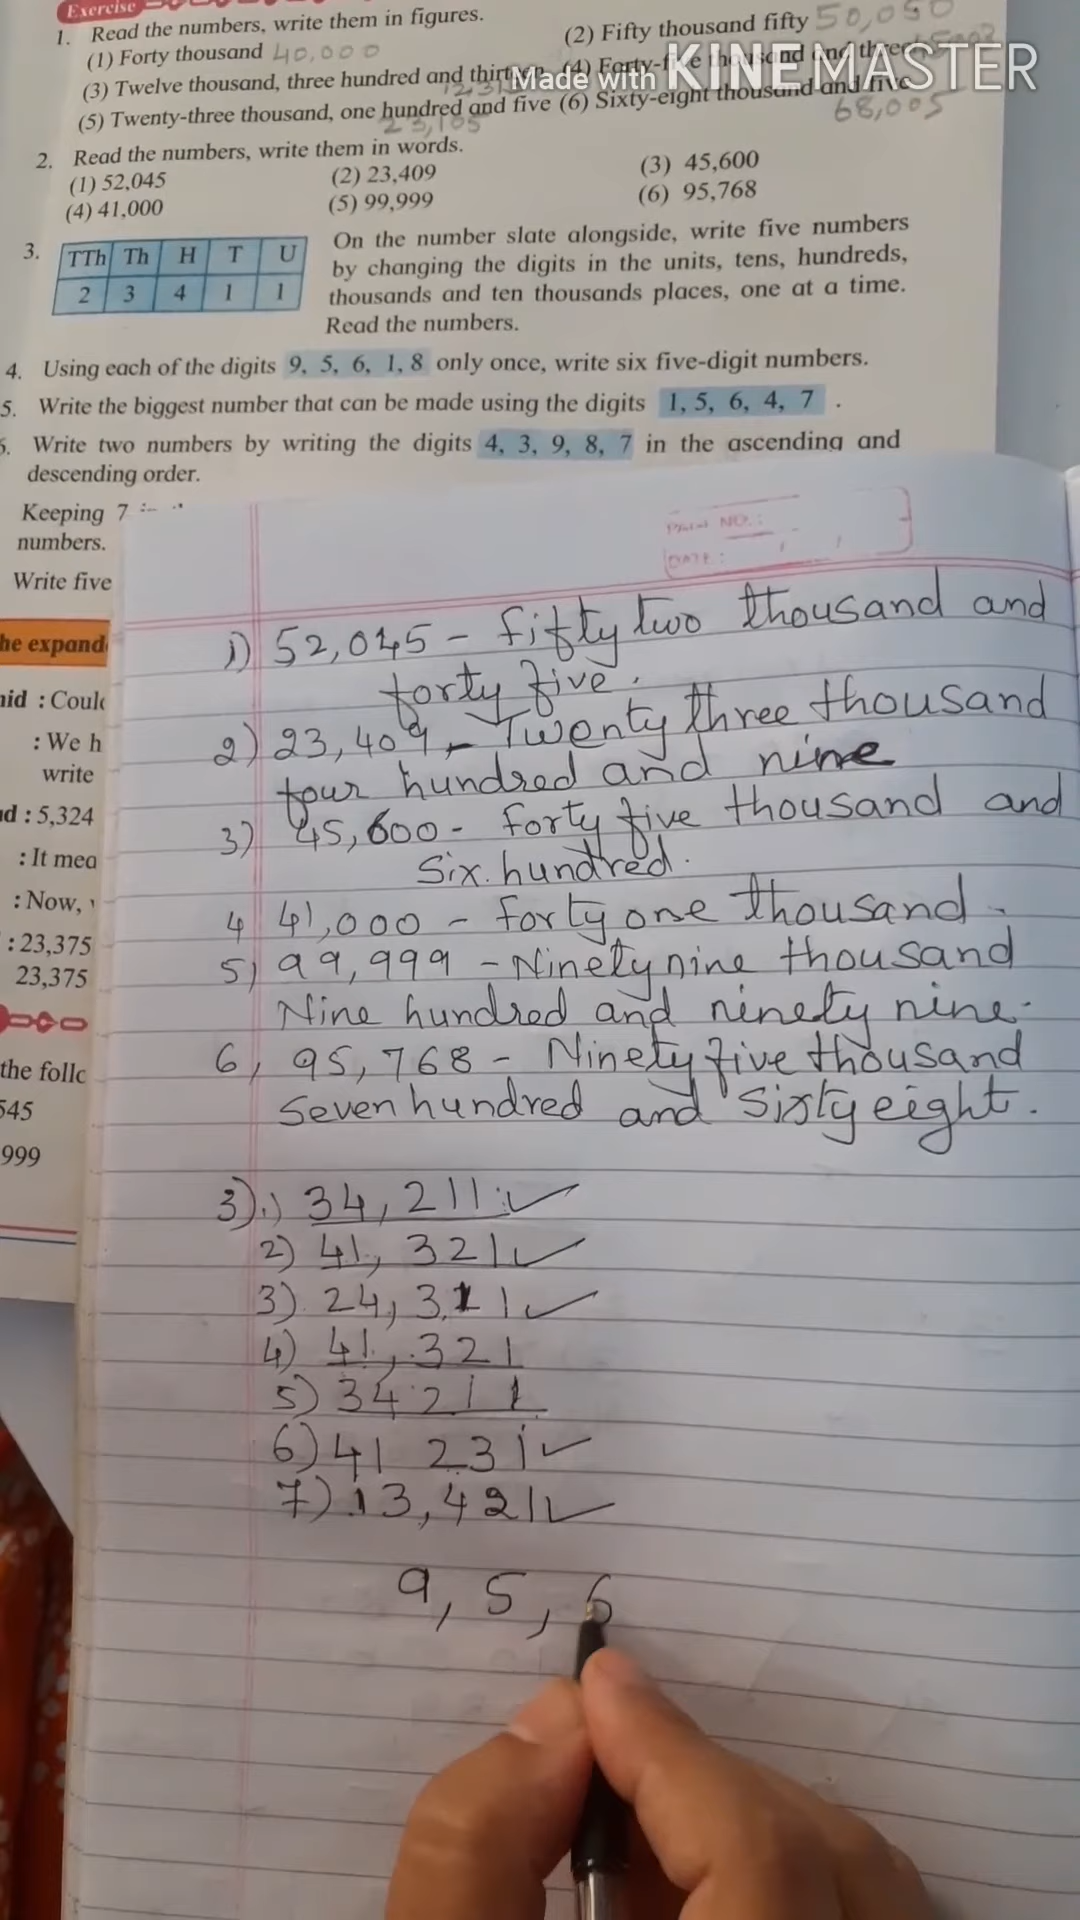 Exercise
1. Read the numbers, write them in figures.
(1) Forty thousand 40,000
(2) Fifty thousand fifty 50,050
(3) Twelve thousand, three hundred and
(4) Forty-five thousand and three
Made with KINEMASTER
(5) Twenty-three thousand, one hundred and five (6) Sixty-eight thousand and five
23,105
68,005
2. Read the numbers, write them in words.
(1) 52,045 (2) 23,409 (3) 45,600
(4) 41,000 (5) 99,999 (6) 95,768
3.
TTh Th H T U
2 3 4 1 1
On the number slate alongside, write five numbers
by changing the digits in the units, tens, hundreds,
thousands and ten thousands places, one at a time.
Read the numbers.
4. Using each of the digits 9, 5, 6, 1, 8 only once, write six five-digit numbers.
5. Write the biggest number that can be made using the digits 1, 5, 6, 4, 7 .
Write two numbers by writing the digits 4, 3, 9, 8, 7 in the ascending and
descending order.
Keeping 7
numbers.
Write five
he expand
nid : Could
: We h
write
: 5,324
: It mea
: Now,
: 23,375
23,375
the follo
545
999
DATE :
1) 52,045 - fifty two thousand and
forty five.
2) 23,409 - Twenty three thousand
four hundred and nine
3) 45,600 - forty five thousand and
Six. hundred.
4 41,000 - forty one thousand.
5) 99,999 - Ninety nine thousand
Nine hundred and ninety nine.
6, 95,768 - Ninety five thousand
Seven hundred and Sixty eight.
3).1) 34,211
2) 41, 321
3). 24, 311
4) 41, 321
5) 34211
6) 41 231
7) 13,421
9, 5, 6